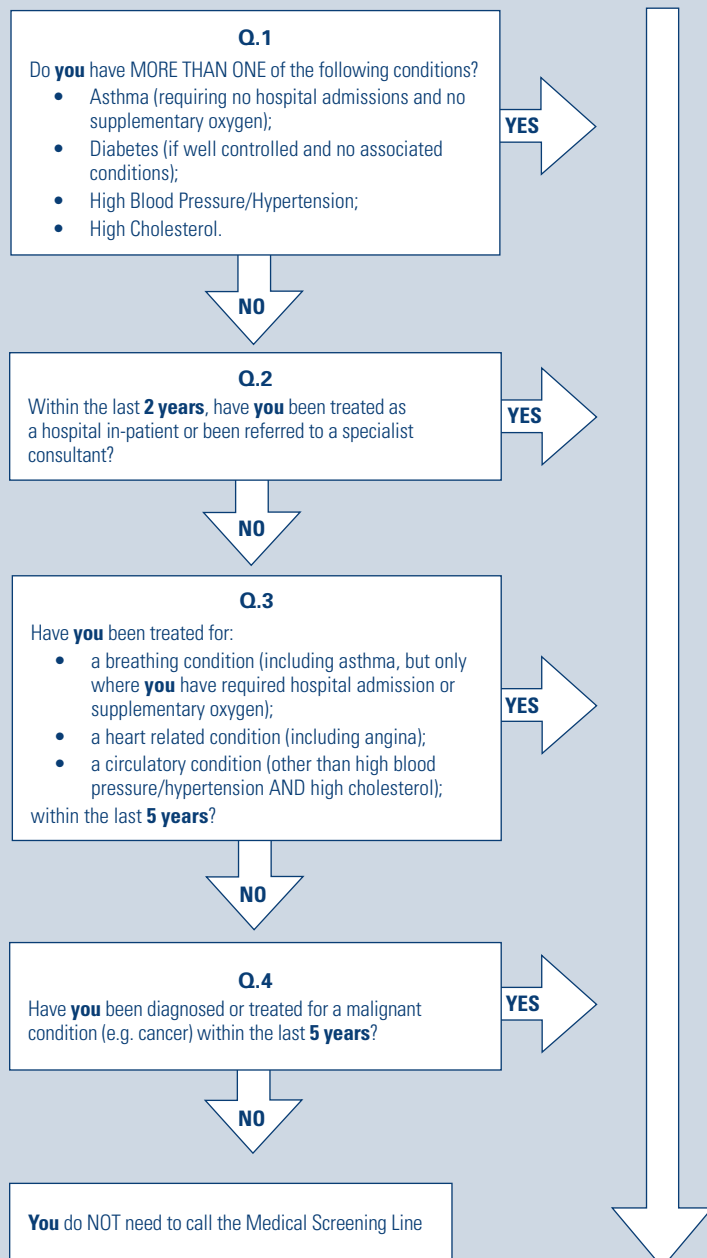 Q.1
Do you have MORE THAN ONE of the following conditions?
• Asthma (requiring no hospital admissions and no
supplementary oxygen);
• Diabetes (if well controlled and no associated
conditions);
• High Blood Pressure/Hypertension;
• High Cholesterol.
YES
NO
Q.2
Within the last 2 years, have you been treated as
a hospital in-patient or been referred to a specialist
consultant?
YES
NO
Q.3
Have you been treated for:
• a breathing condition (including asthma, but only
where you have required hospital admission or
supplementary oxygen);
• a heart related condition (including angina);
• a circulatory condition (other than high blood
pressure/hypertension AND high cholesterol);
within the last 5 years?
YES
NO
Q.4
Have you been diagnosed or treated for a malignant
condition (e.g. cancer) within the last 5 years?
YES
NO
You do NOT need to call the Medical Screening Line